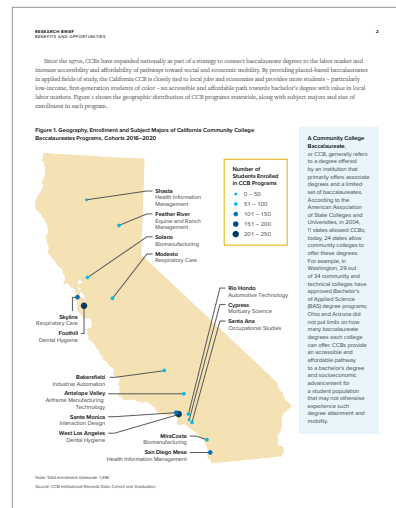 RESEARCH BRIEF
BENEFITS AND OPPORTUNITIES
2
Since the 1970s, CCBs have expanded nationally as part of a strategy to connect baccalaureate degrees to the labor market and
increase accessibility and affordability of pathways toward social and economic mobility. By providing placed-based baccalaureates
in applied fields of study, the California CCB is closely tied to local jobs and economies and provides more students – particularly
low-income, first-generation students of color – an accessible and affordable path towards bachelor's degree with value in local
labor markets. Figure 1 shows the geographic distribution of CCB programs statewide, along with subject majors and size of
enrollment in each program.
Figure 1. Geography, Enrollment and Subject Majors of California Community College
Baccalaureates Programs, Cohorts 2016–2020
Number of
Students Enrolled
in CCB Programs
0 – 50
51 – 100
101 – 150
151 – 200
201 – 250
Shasta
Health Information
Management
Feather River
Equine and Ranch
Management
Solano
Biomanufacturing
Modesto
Respiratory Care
Rio Hondo
Automotive Technology
Cypress
Mortuary Science
Santa Ana
Occupational Studies
Skyline
Respiratory Care
Foothill
Dental Hygiene
Bakersfield
Industrial Automation
Antelope Valley
Airframe Manufacturing
Technology
Santa Monica
Interaction Design
West Los Angeles
Dental Hygiene
MiraCosta
Biomanufacturing
San Diego Mesa
Health Information Management
Note: Total enrollment statewide: 1,986
Source: CCB Institutional Records Data: Cohort and Graduation
A Community College
Baccalaureate,
or CCB, generally refers
to a degree offered
by an institution that
primarily offers associate
degrees and a limited
set of baccalaureates.
According to the
American Association
of State Colleges and
Universities, in 2004,
11 states allowed CCBs;
today, 24 states allow
community colleges to
offer these degrees.
For example, in
Washington, 29 out
of 34 community and
technical colleges have
approved Bachelor's
of Applied Science
(BAS) degree programs;
Ohio and Arizona did
not put limits on how
many baccalaureate
degrees each college
can offer. CCBs provide
an accessible and
affordable pathway
to a bachelor's degree
and socioeconomic
advancement for
a student population
that may not otherwise
experience such
degree attainment and
mobility.